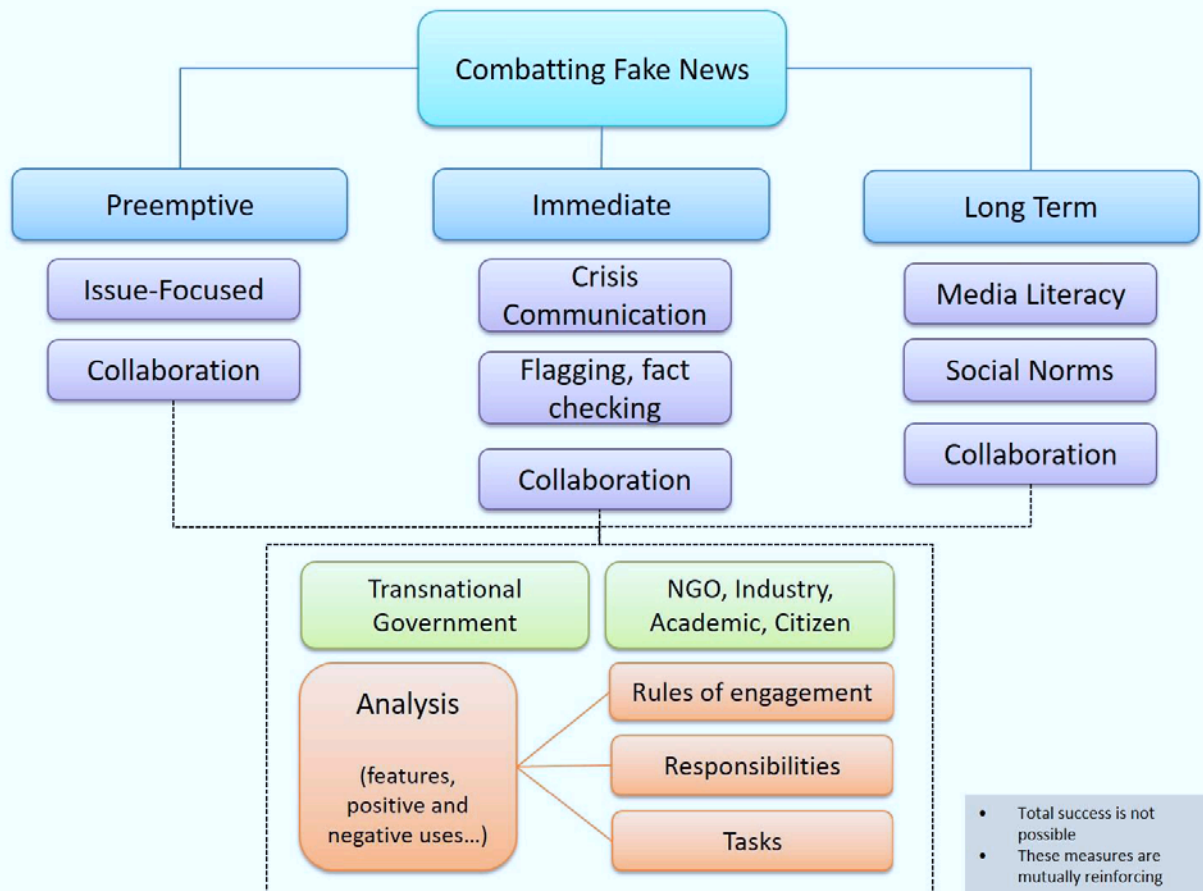 Combatting Fake News
Preemptive
Immediate
Long Term
Issue-Focused
Collaboration
Crisis
Communication
Flagging, fact
checking
Collaboration
Media Literacy
Social Norms
Collaboration
Transnational
Government
NGO, Industry,
Academic, Citizen
Analysis
(features,
positive and
negative uses...)
Rules of engagement
Responsibilities
Tasks
• Total success is not
possible
• These measures are
mutually reinforcing